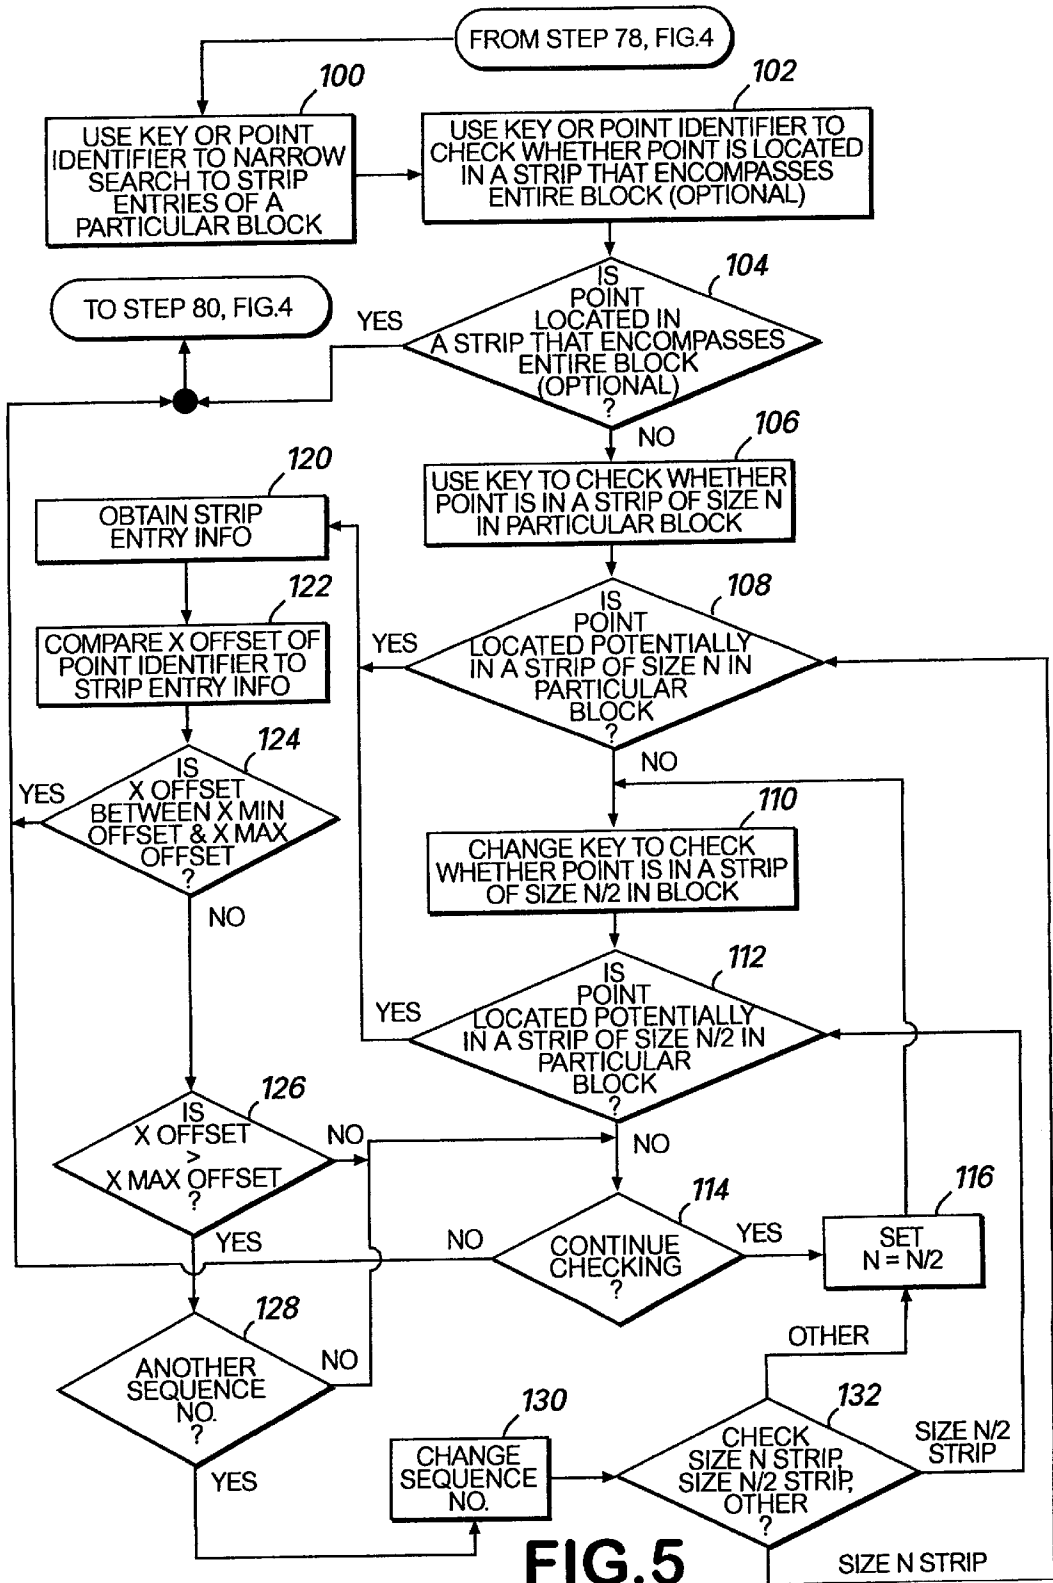 FROM STEP 78, FIG.4
100
USE KEY OR POINT
IDENTIFIER TO NARROW
SEARCH TO STRIP
ENTRIES OF A
PARTICULAR BLOCK
102
USE KEY OR POINT IDENTIFIER TO
CHECK WHETHER POINT IS LOCATED
IN A STRIP THAT ENCOMPASSES
ENTIRE BLOCK (OPTIONAL)
TO STEP 80, FIG.4
104
IS
POINT
LOCATED IN
A STRIP THAT ENCOMPASSES
ENTIRE BLOCK
(OPTIONAL)
?
YES
NO
106
USE KEY TO CHECK WHETHER
POINT IS IN A STRIP OF SIZE N
IN PARTICULAR BLOCK
120
OBTAIN STRIP
ENTRY INFO
108
IS
POINT
LOCATED POTENTIALLY
IN A STRIP OF SIZE N IN
PARTICULAR
BLOCK
?
YES
NO
122
COMPARE X OFFSET OF
POINT IDENTIFIER TO
STRIP ENTRY INFO
124
IS
X OFFSET
BETWEEN X MIN
OFFSET & X MAX
OFFSET
?
YES
NO
110
CHANGE KEY TO CHECK
WHETHER POINT IS IN A STRIP
OF SIZE N/2 IN BLOCK
112
IS
POINT
LOCATED POTENTIALLY
IN A STRIP OF SIZE N/2 IN
PARTICULAR
BLOCK
?
YES
NO
126
IS
X OFFSET
>
X MAX OFFSET
?
NO
YES
114
CONTINUE
CHECKING
?
NO
YES
116
SET
N = N/2
128
ANOTHER
SEQUENCE
NO.
?
NO
YES
130
CHANGE
SEQUENCE
NO.
132
CHECK
SIZE N STRIP,
SIZE N/2 STRIP,
OTHER
?
OTHER
SIZE N/2
STRIP
SIZE N STRIP
FIG.5